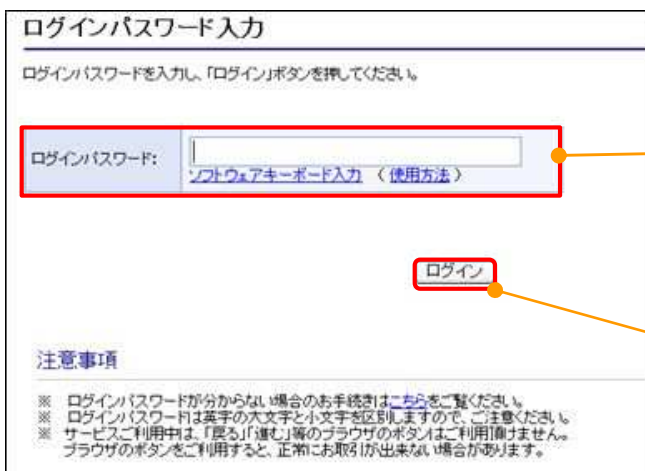 ログインパスワード入力
ログインパスワードを入力し、「ログイン」ボタンを押してください。
ログインパスワード:
ソフトウェアキーボード入力 （使用方法）
ログイン
注意事項
※ ログインパスワードが分からない場合のお手続きはこちらをご覧ください。
※ ログインパスワードは英字の大文字と小文字を区別しますので、ご注意ください。
※ サービスご利用中は、「戻る」「進む」等のブラウザのボタンはご利用頂けません。
ブラウザのボタンをご利用すると、正常にお取引が出来ない場合があります。